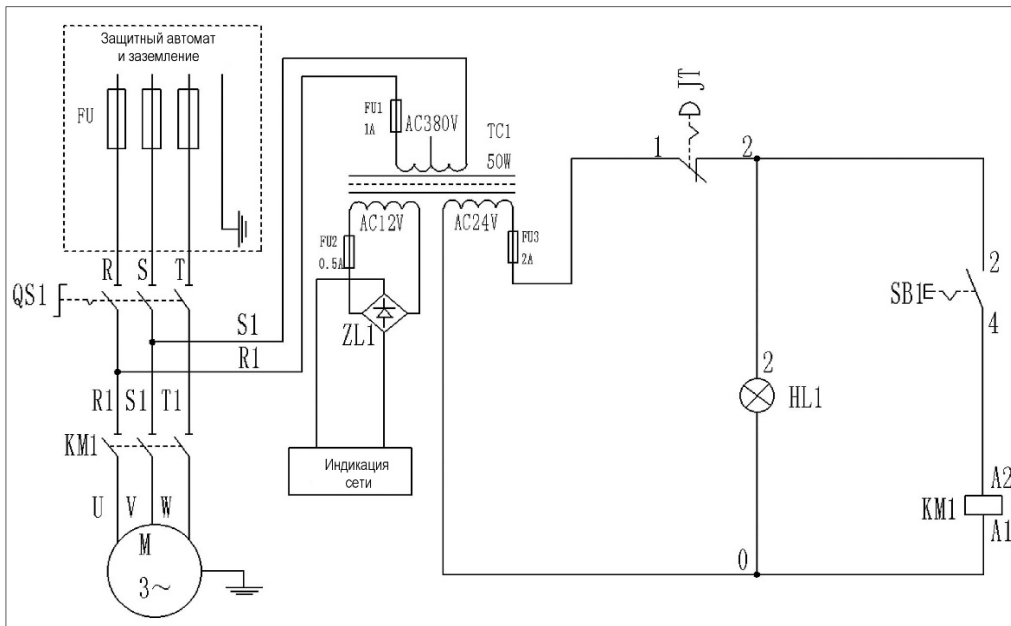 Защитный автомат
и заземление
FU
FU1
1A
AC380V
TC1
50W
JT
1
2
AC12V
AC24V
FU2
0.5A
FU3
2A
R
S
T
QS1
S1
ZL1
R1
2
SB1
4
2
HL1
R1
S1
T1
KM1
Индикация
сети
U
V
W
A2
KM1
A1
M
3~
0